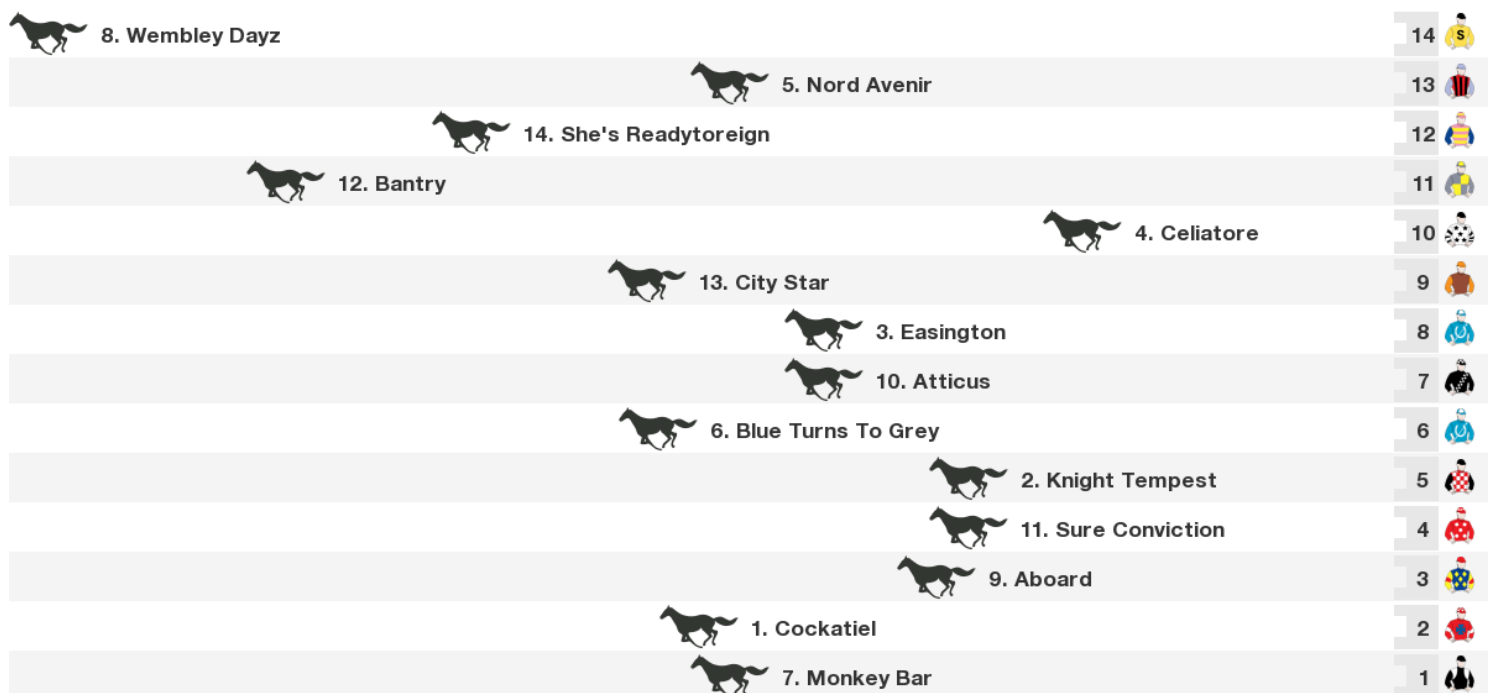 8. Wembley Dayz 14 S
5. Nord Avenir 13
14. She's Readytoreign 12
12. Bantry 11
4. Celiatore 10
13. City Star 9
3. Easington 8
10. Atticus 7
6. Blue Turns To Grey 6
2. Knight Tempest 5
11. Sure Conviction 4
9. Aboard 3
1. Cockatiel 2
7. Monkey Bar 1